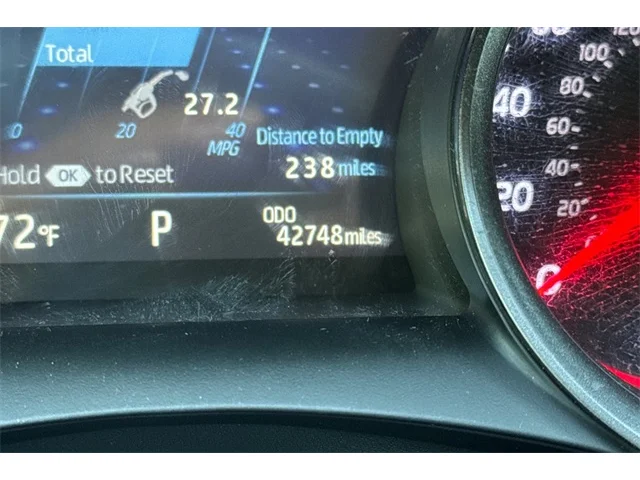 Total
27.2
20 40
MPG
Distance to Empty
238 miles
Hold OK to Reset
72°F P
ODO
42748 miles
120
100
80
60
40
20
40
20
0